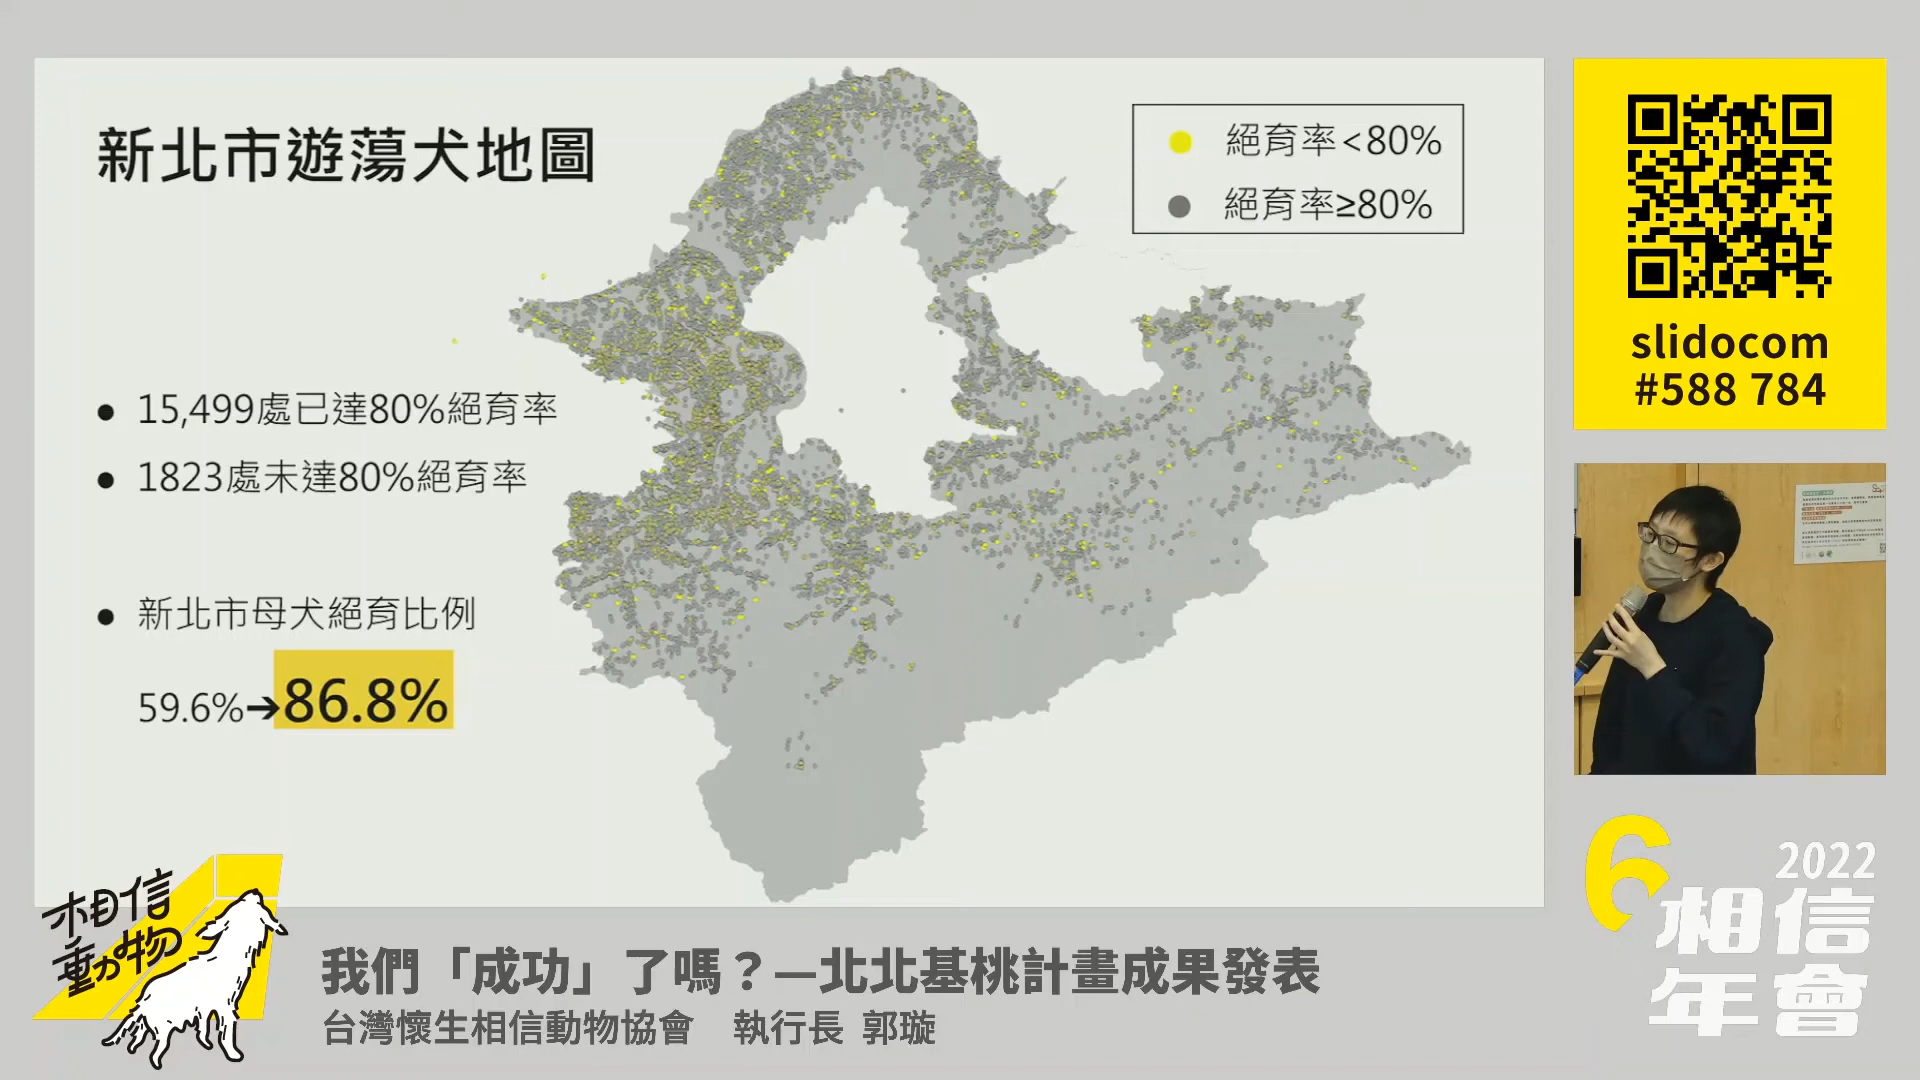 新北市遊蕩犬地圖
絕育率<80%
絕育率≥80%
15,499處已達80%絕育率
1823處未達80%絕育率
新北市母犬絕育比例
59.6%➔86.8%
slidocom
#588 784
相信
動物
我們「成功」了嗎？—北北基桃計畫成果發表
台灣懷生相信動物協會 執行長 郭璇
6
2022
相信
年會